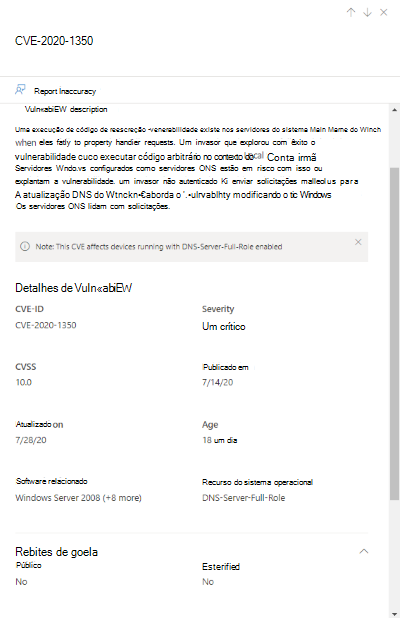 CVE-2020-1350
Report Inaccuracy
Vuln«abiEW description
Uma execução de código de reescreção -venerabilidade existe nos servidores do sistema Main Mame do Winch
when eles fatly to property handler requests. Um invasor que explorou com êxito o
vulnerabilidade cuco executar código arbitrário no contexto do Local Conta irmã
Servidores Wndo.vs configurados como servidores ONS estão em risco com isso ou
explantam a vulnerabilidade. um invasor não autenticado Ki enviar solicitações malleol us para
A atualização DNS do Wtnckn•€aborda o '.•ulrvablhty modificando o tic Windows
Os servidores ONS lidam com solicitações.
Note: This CVE affects devices running with DNS-Server-Full-Role enabled
Detalhes de Vuln«abiEW
CVE-ID
Severity
CVE-2020-1350
Um crítico
CVSS
Publicado em
10.0
7/14/20
Atualizado on
Age
7/28/20
18 um dia
Software relacionado
Recurso do sistema operacional
Windows Server 2008 (+8 more)
DNS-Server-Full-Role
Rebites de goela
Público
Esterified
No
No